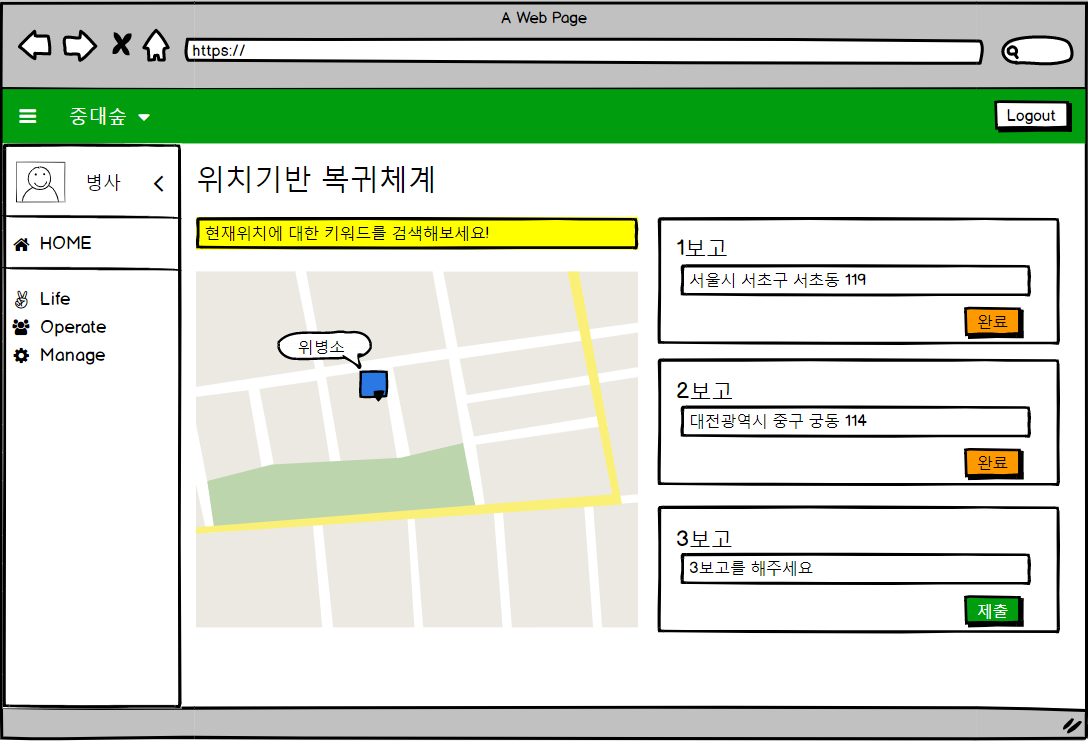 A Web Page
https://
중대숲
Logout
병사
위치기반 복귀체계
HOME
현재위치에 대한 키워드를 검색해보세요!
Life
Operate
Manage
위병소
1보고
서울시 서초구 서초동 119
완료
2보고
대전광역시 중구 궁동 114
완료
3보고
3보고를 해주세요
제출